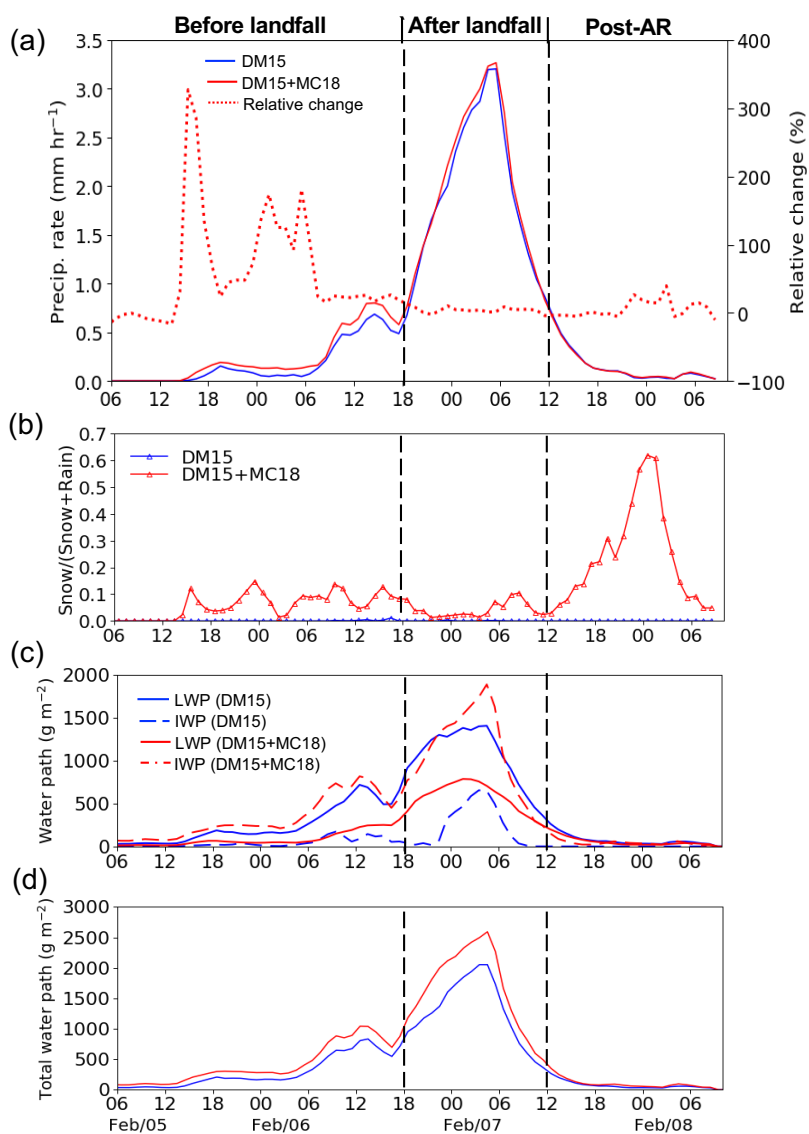 Before landfall After landfall Post-AR
(a)
3.5 400
DM15
DM15+MC18
Relative change
3.0 300
2.5
2.0 200
1.5 100
1.0
0.5 0
0.0 −100
Precip. rate (mm hr⁻¹)
Relative change (%)
06 12 18 00 06 12 18 00 06 12 18 00 06
(b)
0.7
DM15
DM15+MC18
0.6
0.5
0.4
0.3
0.2
0.1
0.0
Snow/(Snow+Rain)
06 12 18 00 06 12 18 00 06 12 18 00 06
(c)
2000
LWP (DM15)
IWP (DM15)
LWP (DM15+MC18)
IWP (DM15+MC18)
1500
1000
500
0
Water path (g m⁻²)
06 12 18 00 06 12 18 00 06 12 18 00 06
(d)
3000
2500
2000
1500
1000
500
0
Total water path (g m⁻²)
06 12 18 00 06 12 18 00 06 12 18 00 06
Feb/05 Feb/06 Feb/07 Feb/08